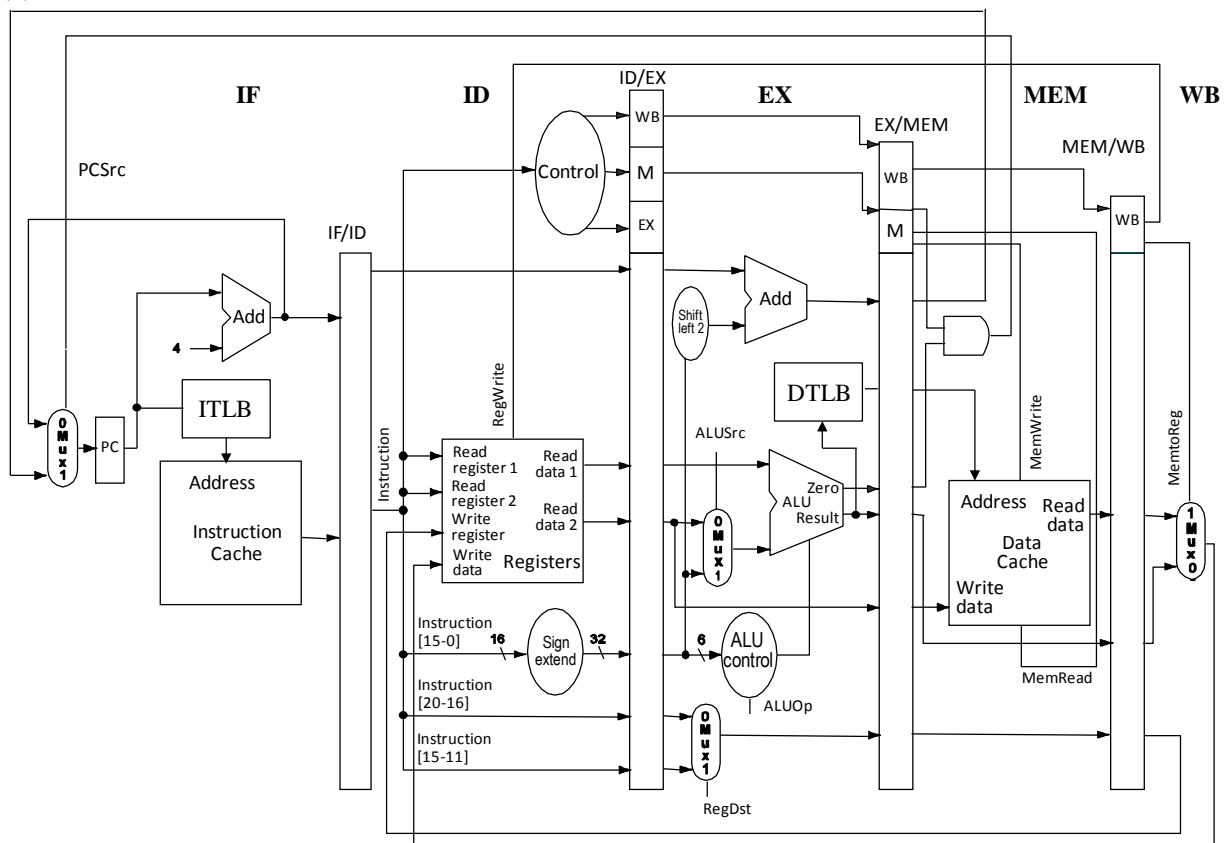 ID/EX
IF
ID
EX
MEM
WB
EX/MEM
MEM/WB
PCSrc
Control
WB
M
EX
WB
M
WB
IF/ID
Add
4
Shift
left 2
Add
ITLB
DTLB
RegWrite
ALUSrc
MemWrite
MemtoReg
0
M
u
x
1
PC
Address
Instruction
Cache
Instruction
Read
register 1
Read
register 2
Write
register
Write
data
Read
data 1
Read
data 2
Registers
0
M
u
x
1
Zero
ALU
Result
Address
Read
data
Data
Cache
Write
data
1
M
u
x
0
Instruction
[15-0]
16
Sign
extend
32
6
ALU
control
MemRead
Instruction
[20-16]
ALUOp
Instruction
[15-11]
0
M
u
x
1
RegDst